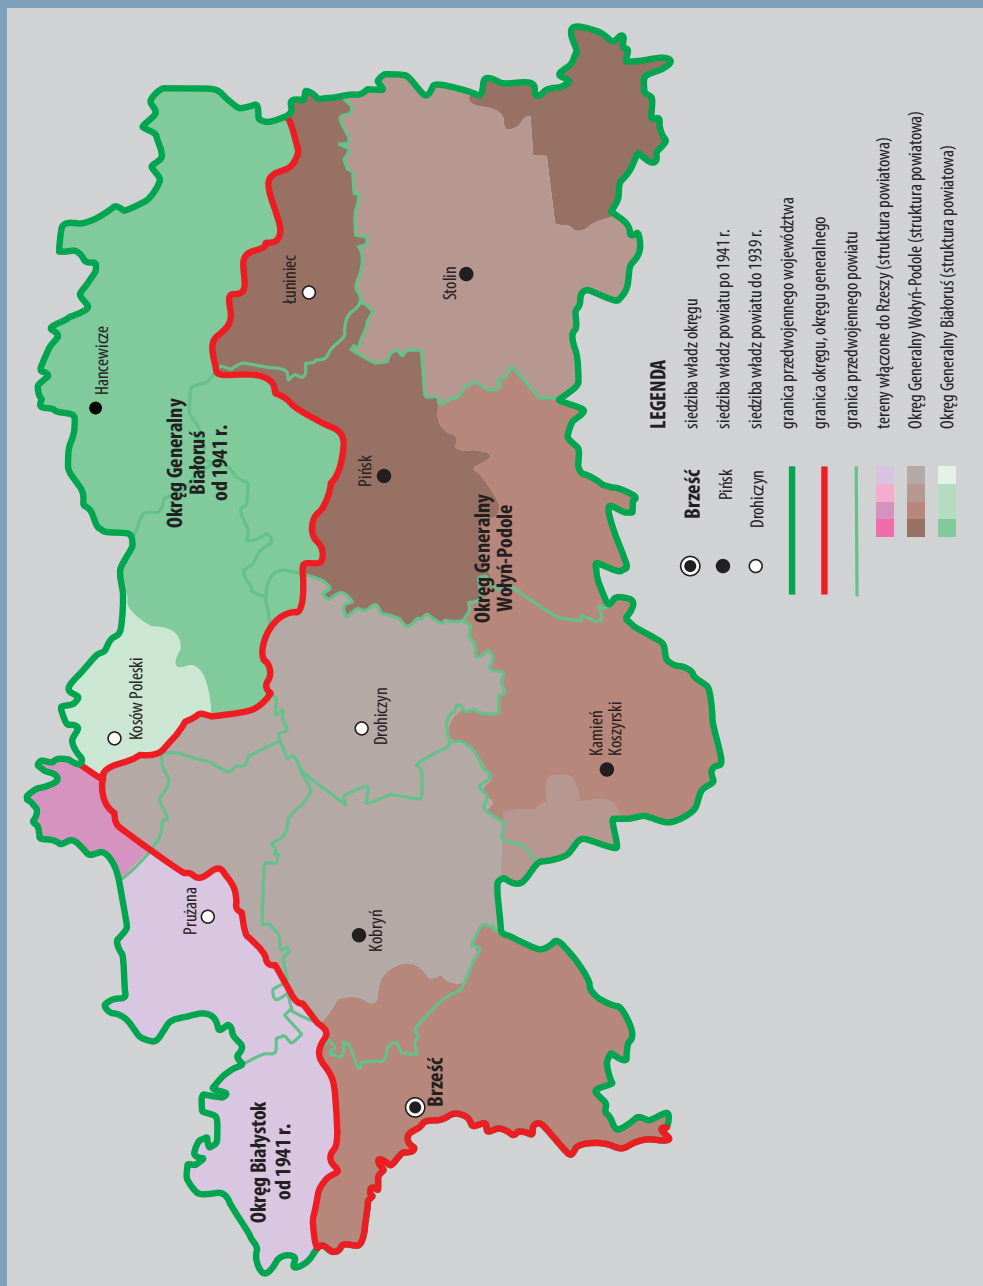 Okręg Białystok
od 1941 r.
Prużana
Kosów Poleski
Okręg Generalny
Białoruś
od 1941 r.
Hancewicze
Brześć
Kobryń
Drohiczyn
Pińsk
Łuniniec
Stolin
Okręg Generalny
Wołyń-Podole
Kamień
Koszyrski
LEGENDA
Brześć siedziba władz okręgu
Pińsk siedziba władz powiatu po 1941 r.
Drohiczyn siedziba władz powiatu do 1939 r.
granica przedwojennego województwa
granica okręgu, okręgu generalnego
granica przedwojennego powiatu
tereny włączone do Rzeszy (struktura powiatowa)
Okręg Generalny Wołyń-Podole (struktura powiatowa)
Okręg Generalny Białoruś (struktura powiatowa)